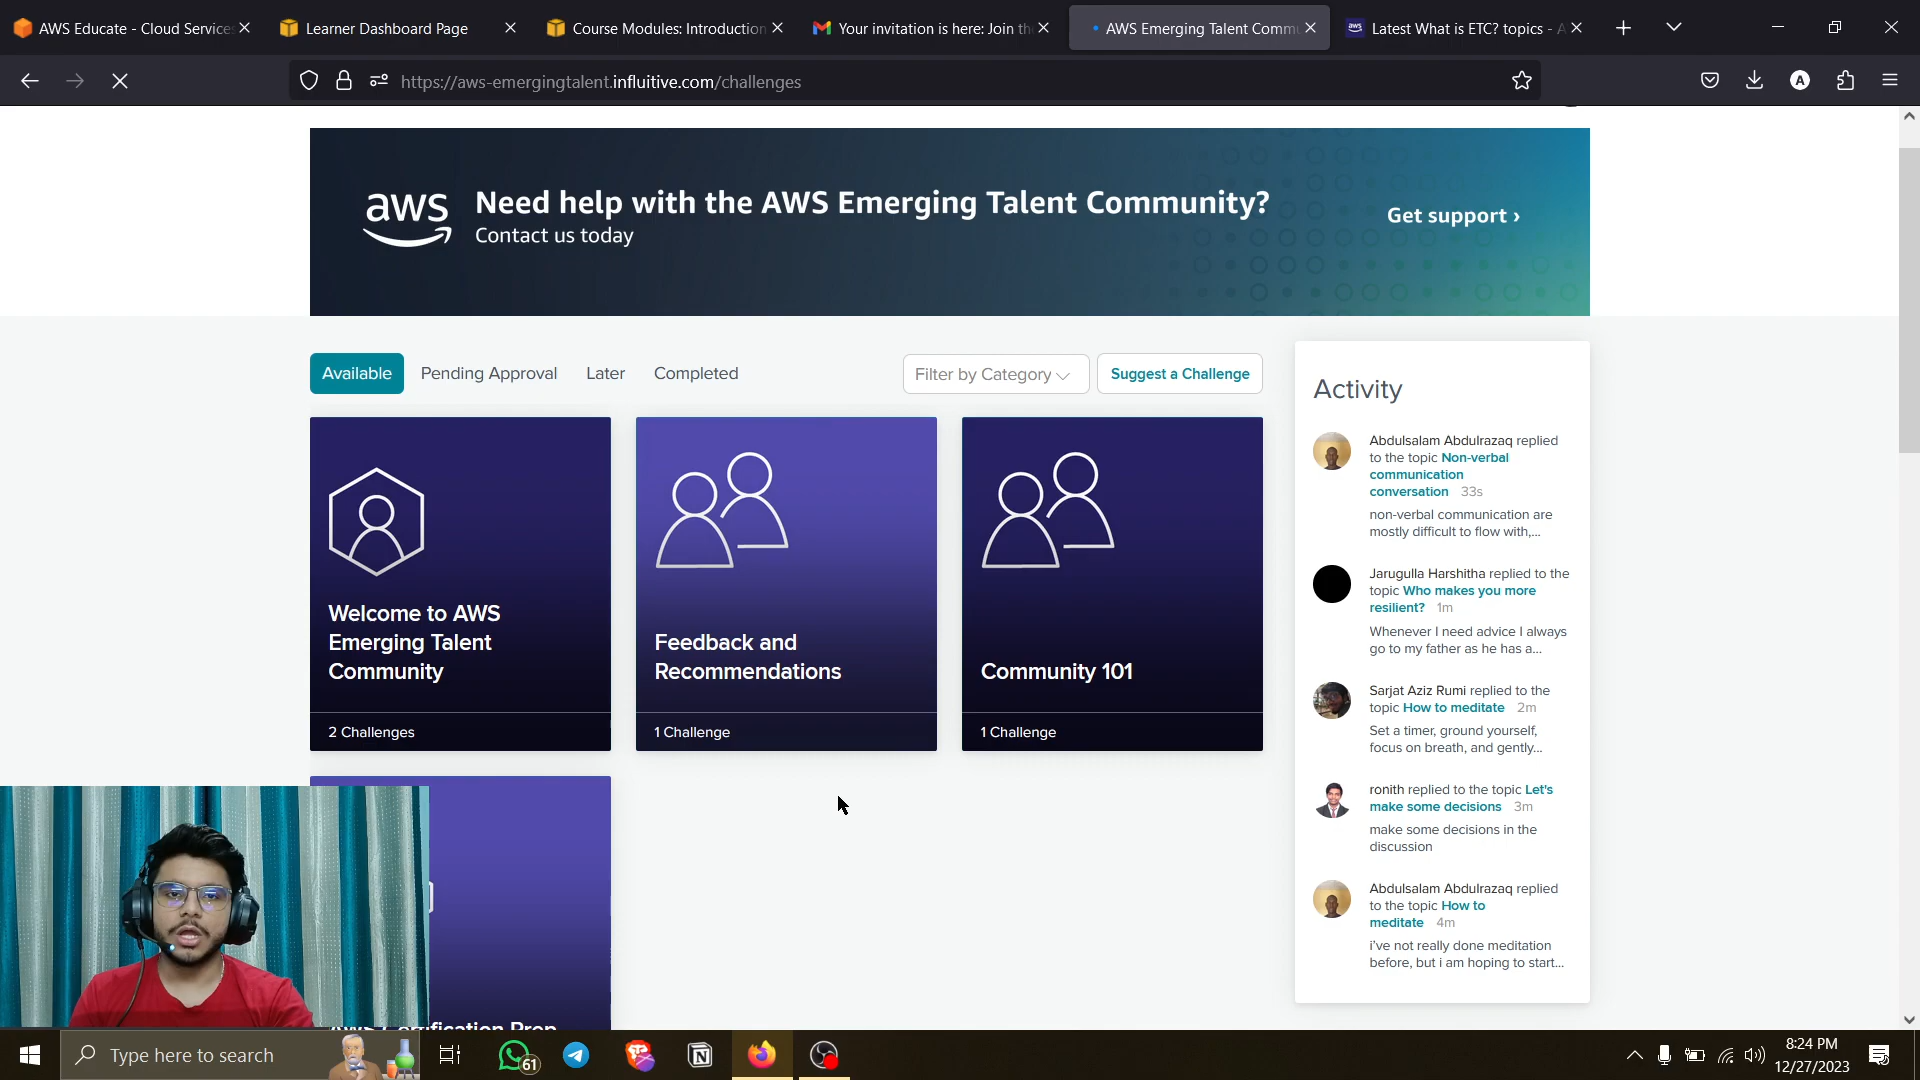 AWS Educate - Cloud Services
Learner Dashboard Page
Course Modules: Introduction
Your invitation is here: Join th
AWS Emerging Talent Commu
aws
Latest What is ETC? topics - A
https://aws-emergingtalent.influitive.com/challenges
A
aws
Need help with the AWS Emerging Talent Community?
Contact us today
Get support ›
Available
Pending Approval
Later
Completed
Filter by Category
Suggest a Challenge
Welcome to AWS
Emerging Talent
Community
2 Challenges
Feedback and
Recommendations
1 Challenge
Community 101
1 Challenge
AWS Certification Prep
Activity
Abdulsalam Abdulrazaq replied
to the topic Non-verbal
communication
conversation 33s
non-verbal communication are
mostly difficult to flow with,...
Jarugulla Harshitha replied to the
topic Who makes you more
resilient? 1m
Whenever I need advice I always
go to my father as he has a...
Sarjat Aziz Rumi replied to the
topic How to meditate 2m
Set a timer, ground yourself,
focus on breath, and gently...
ronith replied to the topic Let's
make some decisions 3m
make some decisions in the
discussion
Abdulsalam Abdulrazaq replied
to the topic How to
meditate 4m
i've not really done meditation
before, but i am hoping to start...
Type here to search
61
8:24 PM
12/27/2023